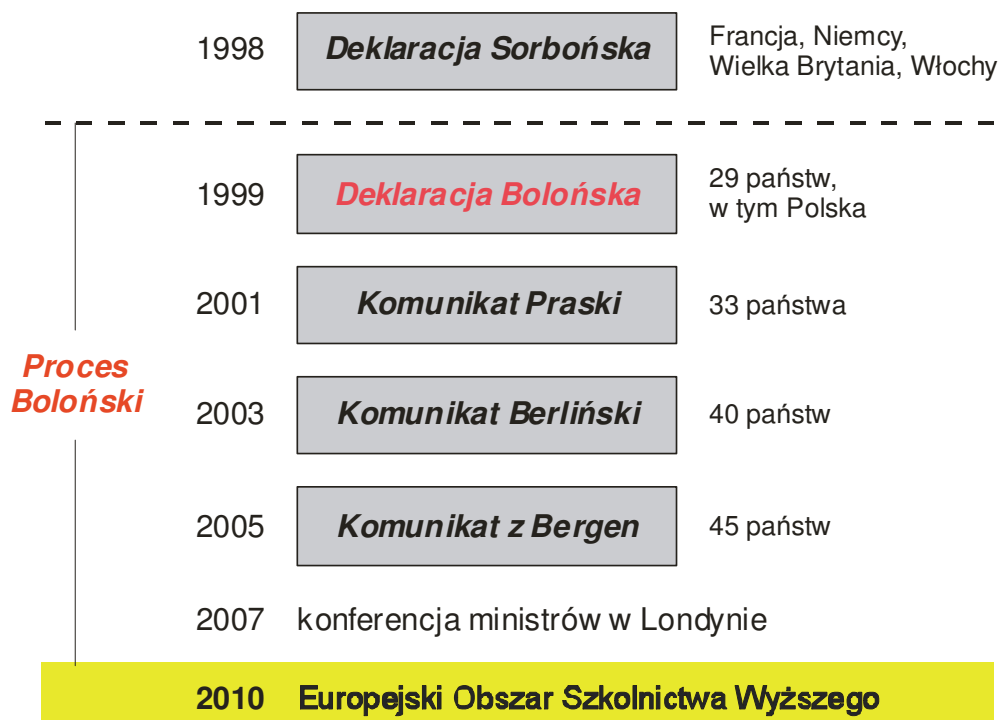 1998 Deklaracja Sorbońska Francja, Niemcy,
Wielka Brytania, Włochy
1999 Deklaracja Bolońska 29 państw,
w tym Polska
2001 Komunikat Praski 33 państwa
Proces
Boloński
2003 Komunikat Berliński 40 państw
2005 Komunikat z Bergen 45 państw
2007 konferencja ministrów w Londynie
2010 Europejski Obszar Szkolnictwa Wyższego